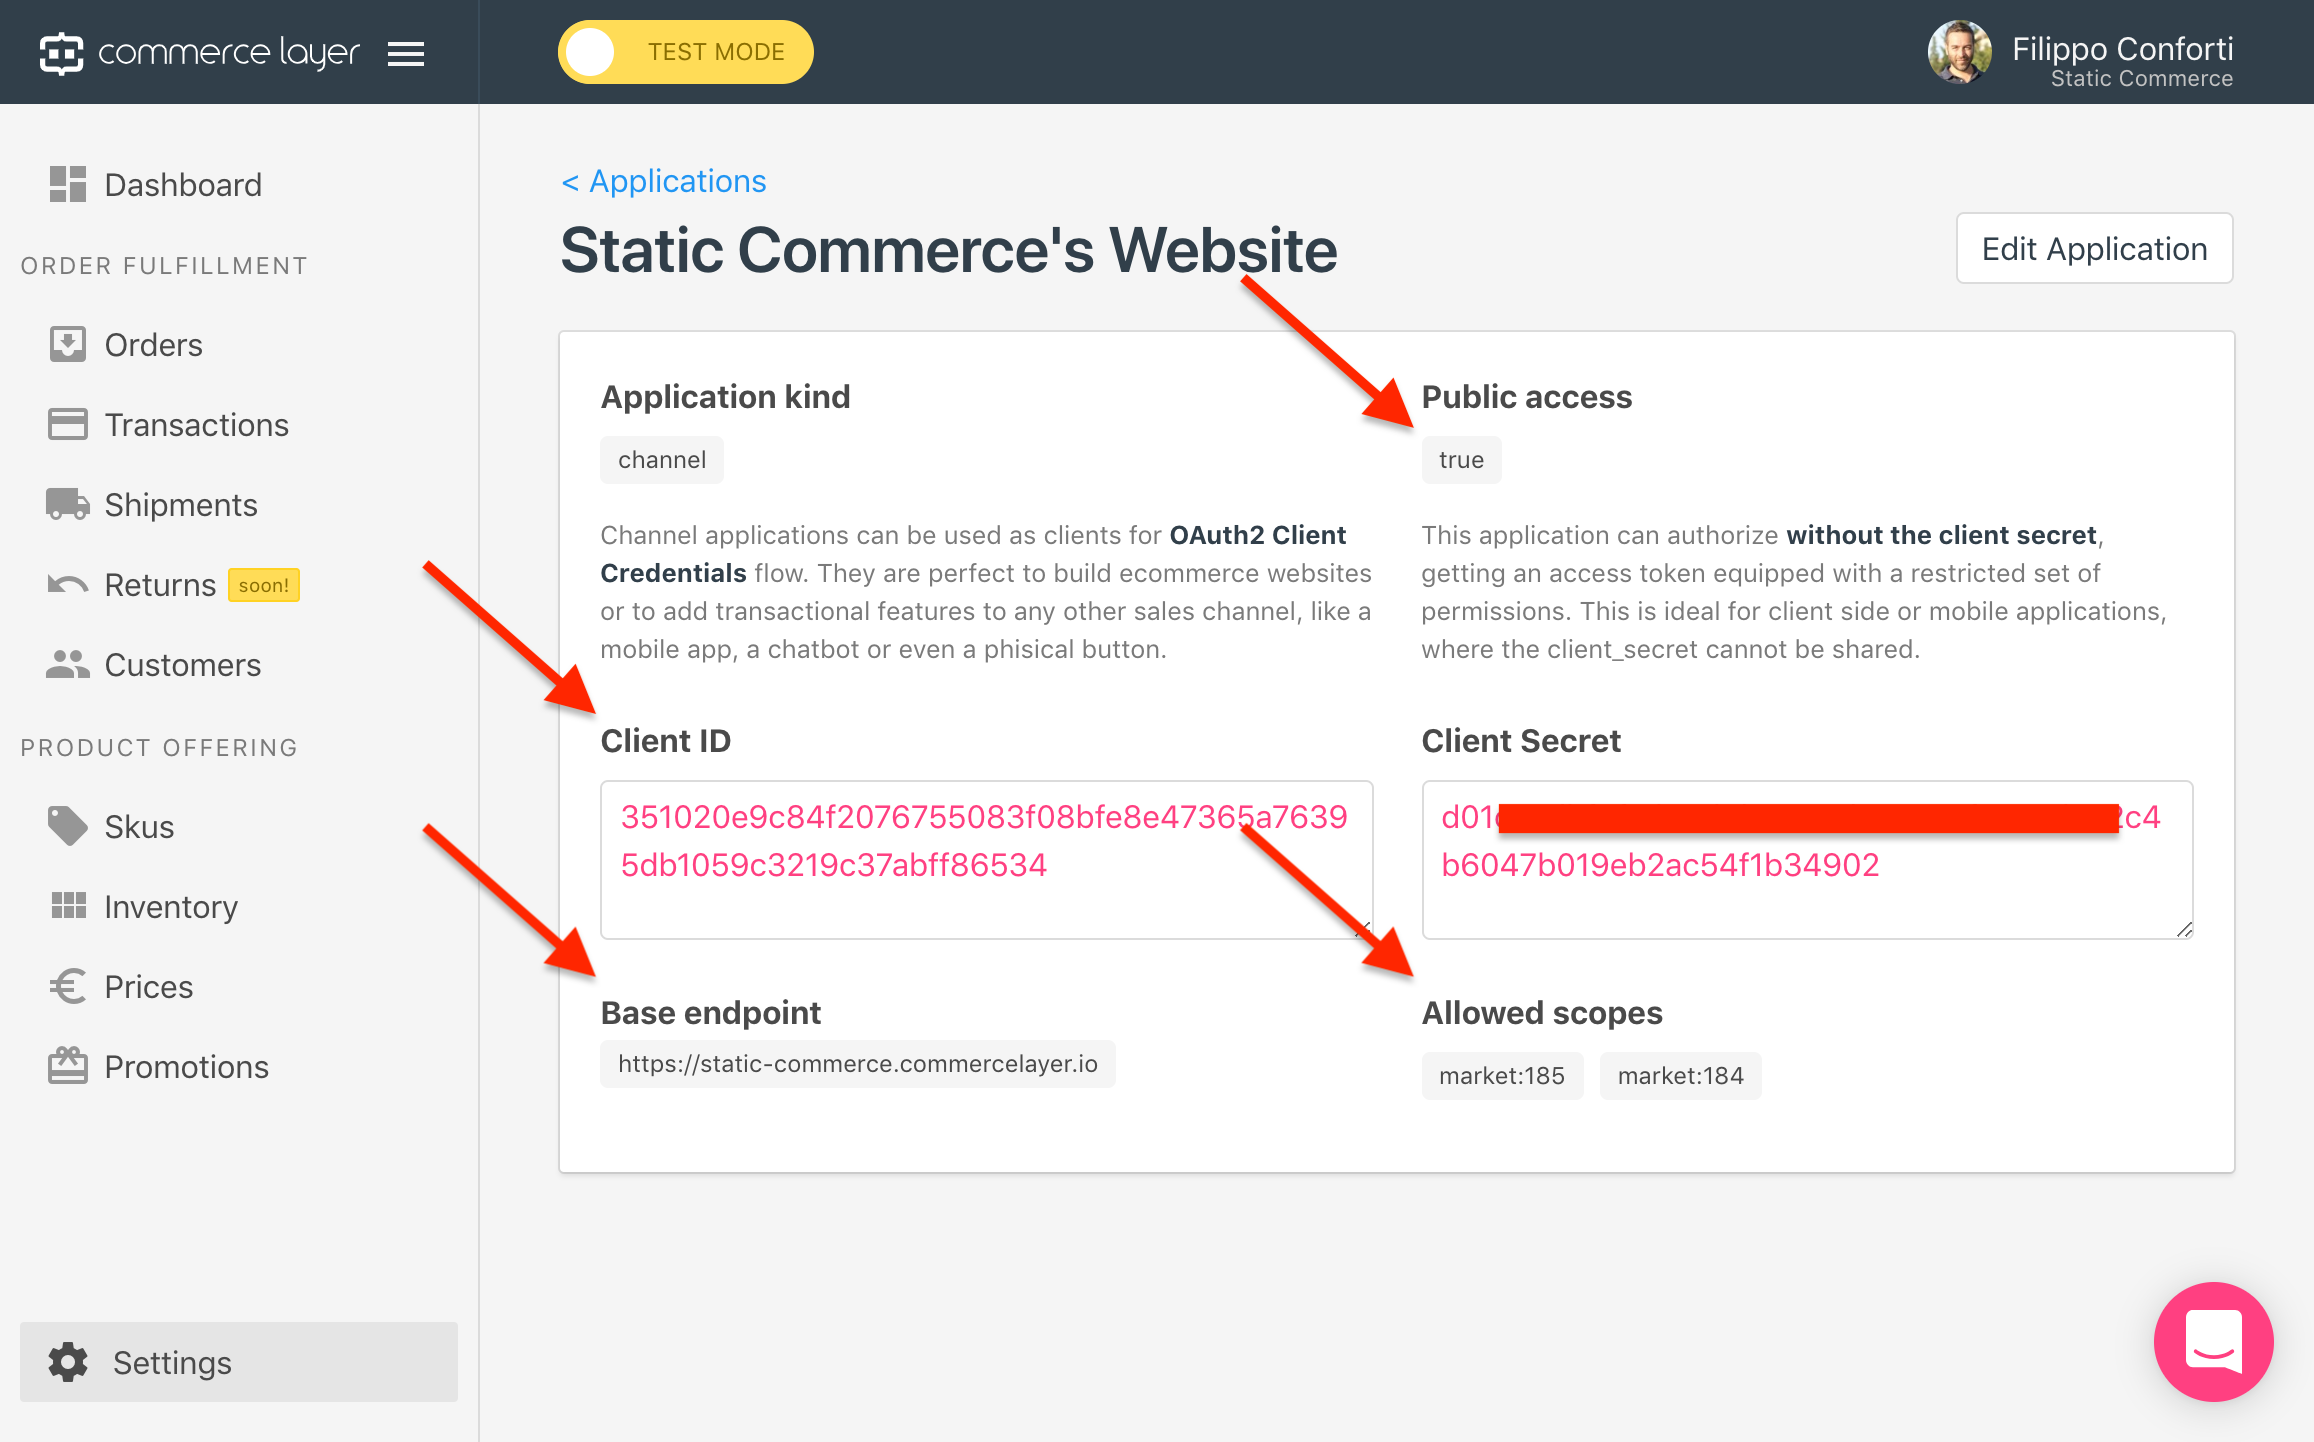 commerce layer
TEST MODE
Filippo Conforti
Static Commerce
Dashboard
ORDER FULFILLMENT
Orders
Transactions
Shipments
Returns soon!
Customers
PRODUCT OFFERING
Skus
Inventory
Prices
Promotions
Settings
< Applications
Static Commerce's Website
Edit Application
Application kind
channel
Channel applications can be used as clients for OAuth2 Client
Credentials flow. They are perfect to build ecommerce websites
or to add transactional features to any other sales channel, like a
mobile app, a chatbot or even a phisical button.
Public access
true
This application can authorize without the client secret,
getting an access token equipped with a restricted set of
permissions. This is ideal for client side or mobile applications,
where the client_secret cannot be shared.
Client ID
351020e9c84f2076755083f08bfe8e47365a7639
5db1059c3219c37abff86534
Client Secret
d01 c4
b6047b019eb2ac54f1b34902
Base endpoint
https://static-commerce.commercelayer.io
Allowed scopes
market:185 market:184